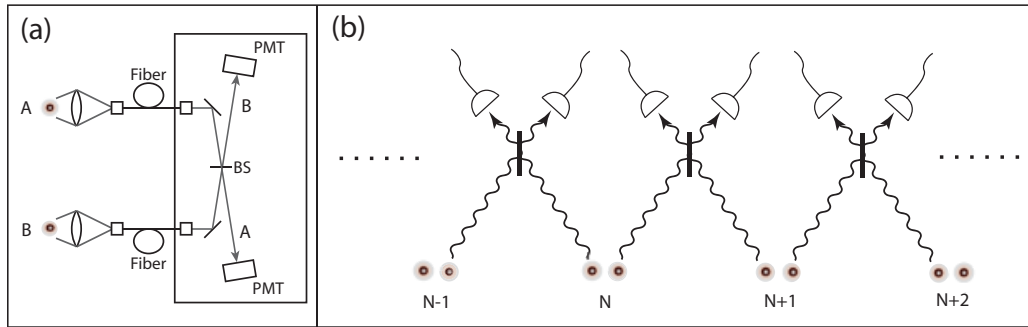 (a)
PMT
Fiber
A
B
BS
B
A
Fiber
PMT
(b)
......
......
N-1
N
N+1
N+2